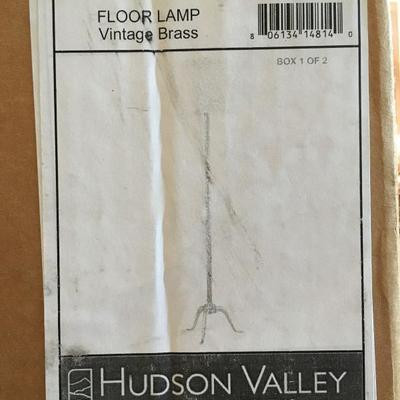 FLOOR LAMP
Vintage Brass
8 06134 14814 0
BOX 1 OF 2
HUDSON VALLEY